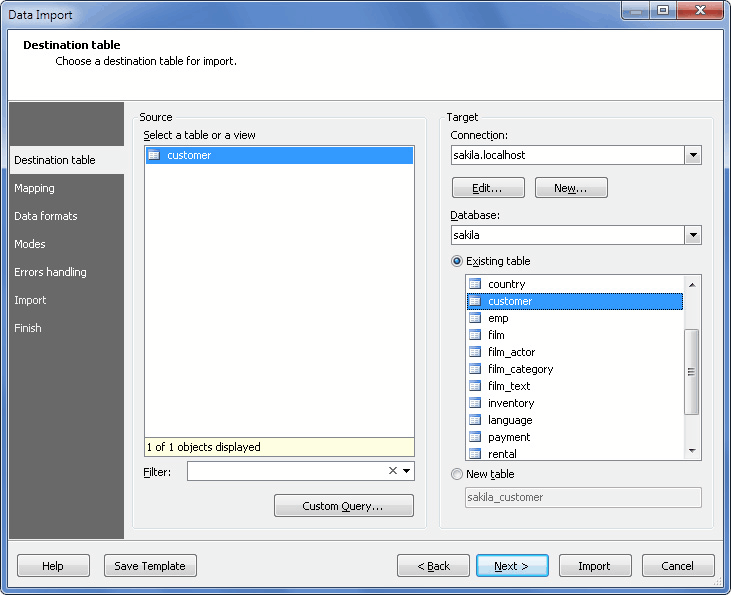 Data Import
Destination table
Choose a destination table for import.
Destination table
Mapping
Data formats
Modes
Errors handling
Import
Finish
Source
Select a table or a view
customer
1 of 1 objects displayed
Filter:
Custom Query...
Target
Connection:
sakila.localhost
Edit... New...
Database:
sakila
Existing table
country
customer
emp
film
film_actor
film_category
film_text
inventory
language
payment
rental
New table
sakila_customer
Help Save Template < Back Next > Import Cancel